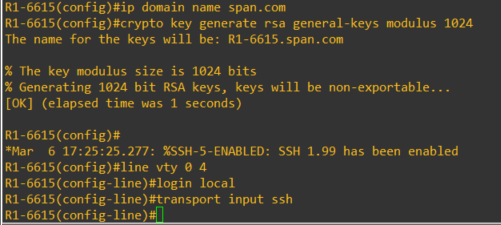 R1-6615(config)#ip domain name span.com
R1-6615(config)#crypto key generate rsa general-keys modulus 1024
The name for the keys will be: R1-6615.span.com
% The key modulus size is 1024 bits
% Generating 1024 bit RSA keys, keys will be non-exportable...
[OK] (elapsed time was 1 seconds)
R1-6615(config)#
*Mar  6 17:25:25.277: %SSH-5-ENABLED: SSH 1.99 has been enabled
R1-6615(config)#line vty 0 4
R1-6615(config-line)#login local
R1-6615(config-line)#transport input ssh
R1-6615(config-line)#